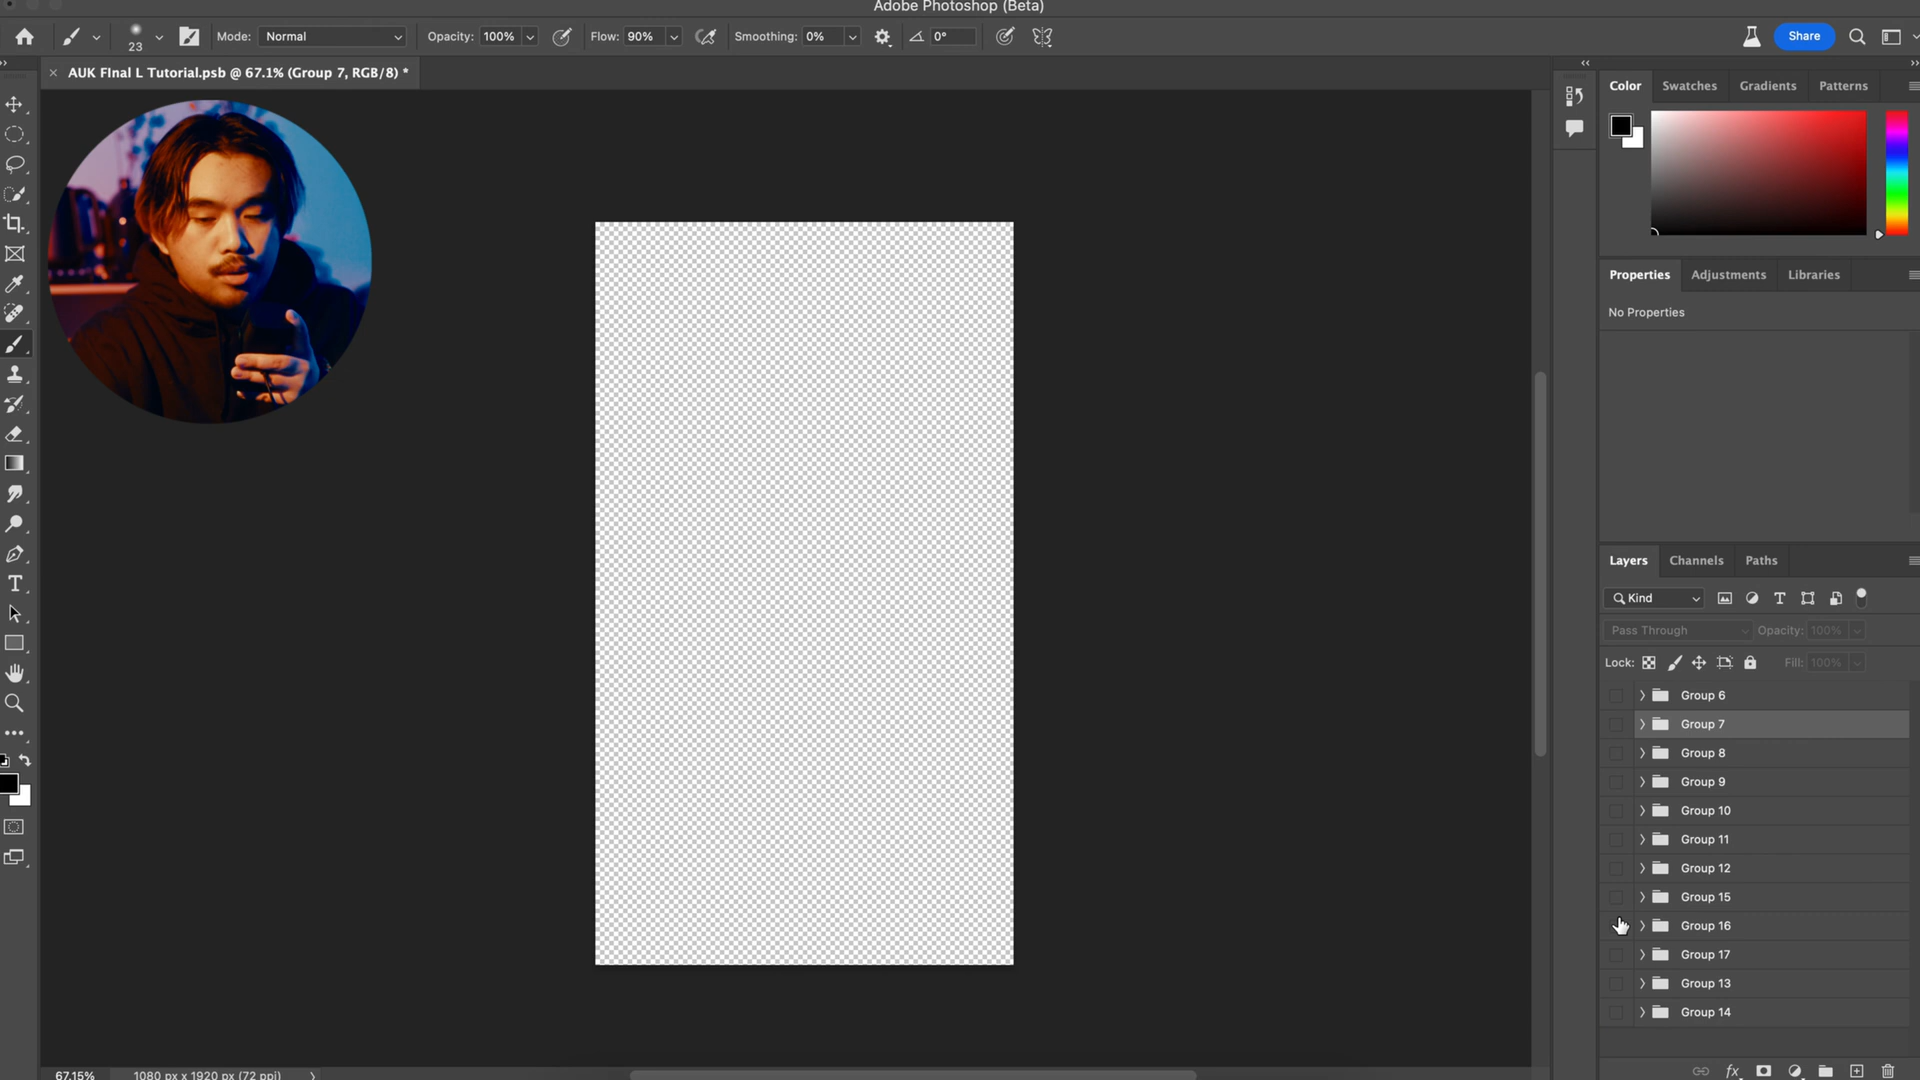 Adobe Photoshop (Beta)
23
Mode: Normal
Opacity: 100%
Flow: 90%
Smoothing: 0%
0°
Share
AUK FInal L Tutorial.psb @ 67.1% (Group 7, RGB/8) *
Color
Swatches
Gradients
Patterns
Properties
Adjustments
Libraries
No Properties
Layers
Channels
Paths
Kind
Pass Through
Opacity: 100%
Lock:
Fill: 100%
Group 6
Group 7
Group 8
Group 9
Group 10
Group 11
Group 12
Group 15
Group 16
Group 17
Group 13
Group 14
fx
67.15%
1080 px x 1920 px (72 ppi)